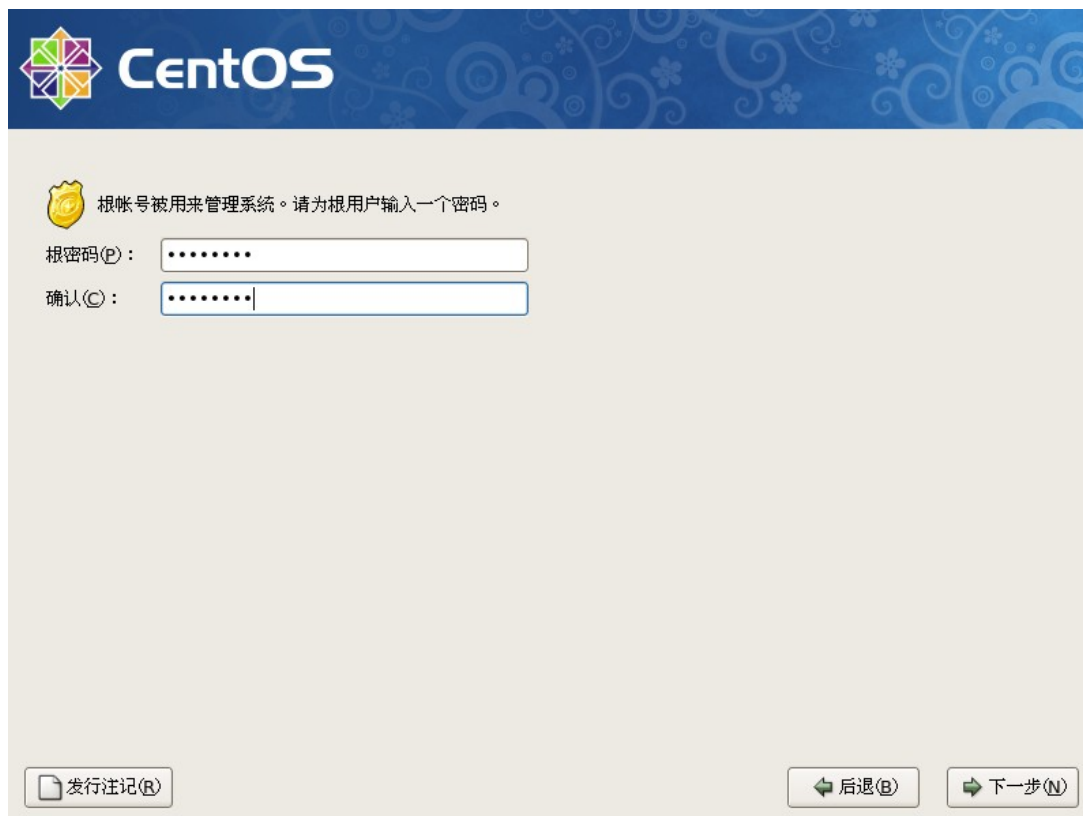 CentOS
根帐号被用来管理系统。请为根用户输入一个密码。
根密码(P)： ••••••••
确认(C)： ••••••••
发行注记(R) 后退(B) 下一步(N)